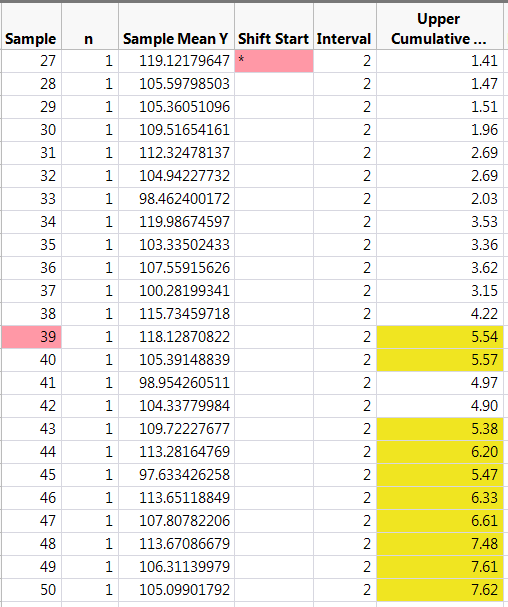 Sample n Sample Mean Y Shift Start Interval Upper Cumulative ...
27 1 119.12179647 * 2 1.41
28 1 105.59798503 2 1.47
29 1 105.36051096 2 1.51
30 1 109.51654161 2 1.96
31 1 112.32478137 2 2.69
32 1 104.94227732 2 2.69
33 1 98.462400172 2 2.03
34 1 119.98674597 2 3.53
35 1 103.33502433 2 3.36
36 1 107.55915626 2 3.62
37 1 100.28199341 2 3.15
38 1 115.73459718 2 4.22
39 1 118.12870822 2 5.54
40 1 105.39148839 2 5.57
41 1 98.954260511 2 4.97
42 1 104.33779984 2 4.90
43 1 109.72227677 2 5.38
44 1 113.28164769 2 6.20
45 1 97.633426258 2 5.47
46 1 113.65118849 2 6.33
47 1 107.80782206 2 6.61
48 1 113.67086679 2 7.48
49 1 106.31139979 2 7.61
50 1 105.09901792 2 7.62